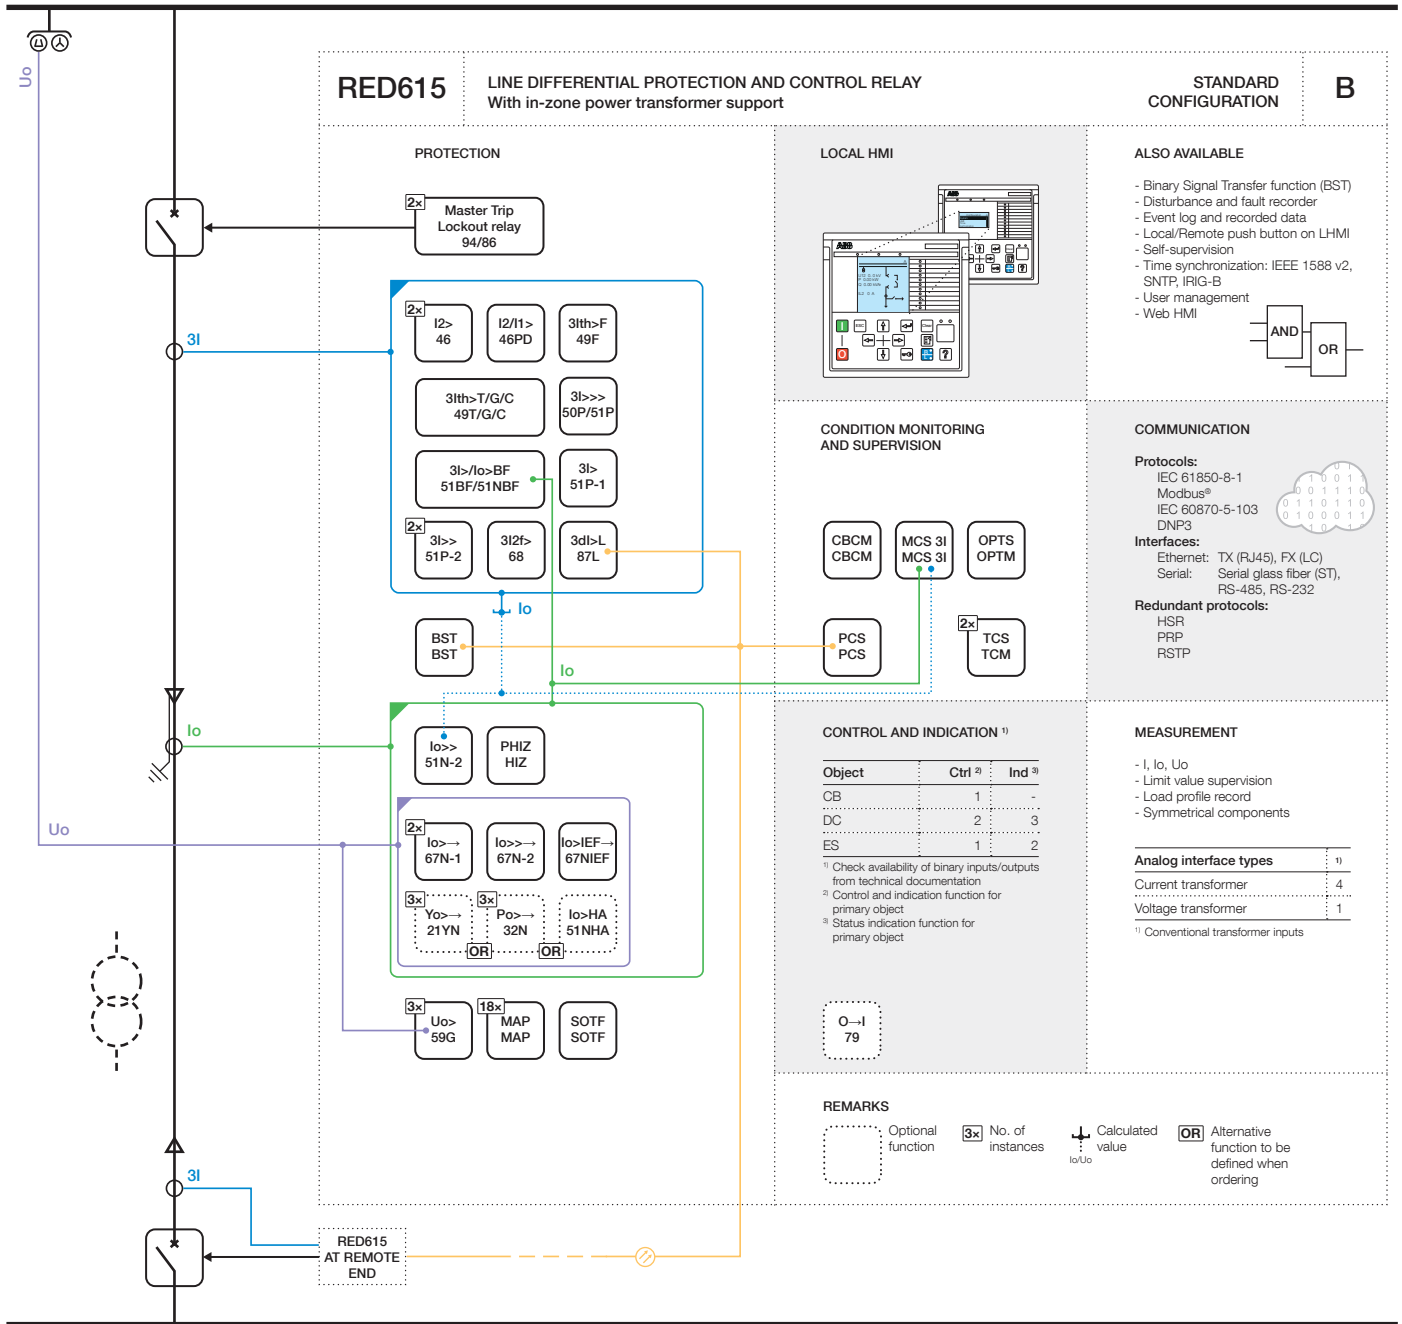 Uo
RED615
LINE DIFFERENTIAL PROTECTION AND CONTROL RELAY
With in-zone power transformer support
STANDARD
CONFIGURATION
B
PROTECTION
2×
Master Trip
Lockout relay
94/86
3I
2×
I2>
46
I2/I1>
46PD
3Ith>F
49F
3Ith>T/G/C
49T/G/C
3I>>>
50P/51P
3I>/Io>BF
51BF/51NBF
3I>
51P-1
2×
3I>>
51P-2
3I2f>
68
3dI>L
87L
Io
BST
BST
Io
Io
Io>>
51N-2
PHIZ
HIZ
Uo
2×
Io>→
67N-1
Io>>→
67N-2
Io>IEF→
67NIEF
3×
Yo>→
21YN
OR
3×
Po>→
32N
OR
Io>HA
51NHA
3×
Uo>
59G
18×
MAP
MAP
SOTF
SOTF
3I
RED615
AT REMOTE
END
LOCAL HMI
ABB
ABB
ESC
I
O
?
?
ALSO AVAILABLE
- Binary Signal Transfer function (BST)
- Disturbance and fault recorder
- Event log and recorded data
- Local/Remote push button on LHMI
- Self-supervision
- Time synchronization: IEEE 1588 v2,
SNTP, IRIG-B
- User management
- Web HMI
AND
OR
CONDITION MONITORING
AND SUPERVISION
CBCM
CBCM
MCS 3I
MCS 3I
OPTS
OPTM
PCS
PCS
2×
TCS
TCM
COMMUNICATION
Protocols:
IEC 61850-8-1
Modbus®
IEC 60870-5-103
DNP3
Interfaces:
Ethernet: TX (RJ45), FX (LC)
Serial: Serial glass fiber (ST),
RS-485, RS-232
Redundant protocols:
HSR
PRP
RSTP
CONTROL AND INDICATION 1)
Object Ctrl 2) Ind 3)
CB 1 -
DC 2 3
ES 1 2
1) Check availability of binary inputs/outputs
from technical documentation
2) Control and indication function for
primary object
3) Status indication function for
primary object
O→I
79
MEASUREMENT
- I, Io, Uo
- Limit value supervision
- Load profile record
- Symmetrical components
Analog interface types 1)
Current transformer 4
Voltage transformer 1
1) Conventional transformer inputs
REMARKS
Optional
function
3×
No. of
instances
Io/Uo
Calculated
value
OR
Alternative
function to be
defined when
ordering